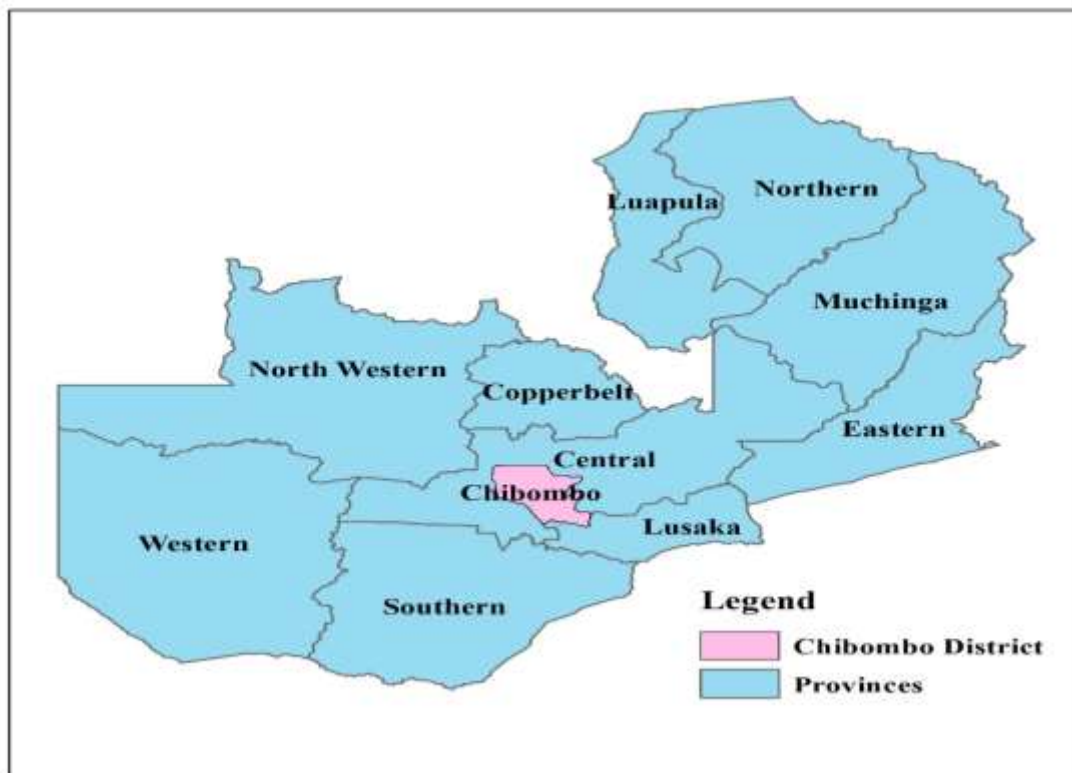 Northern
Luapula
Muchinga
North Western
Copperbelt
Eastern
Central
Chibombo
Lusaka
Western
Southern
Legend
Chibombo District
Provinces